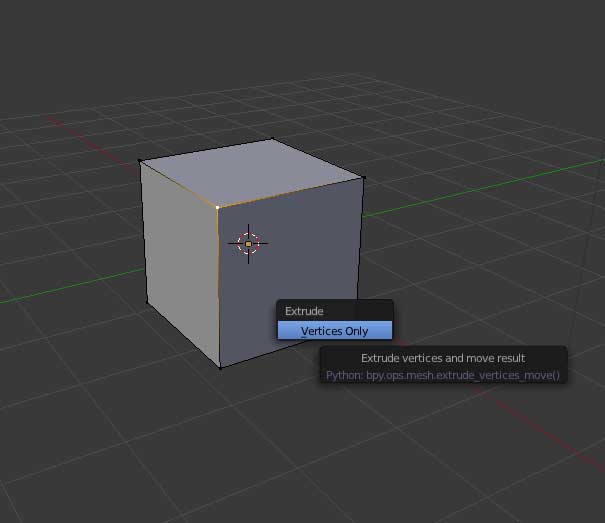 Extrude
Vertices Only
Extrude vertices and move result
Python: bpy.ops.mesh.extrude_vertices_move()